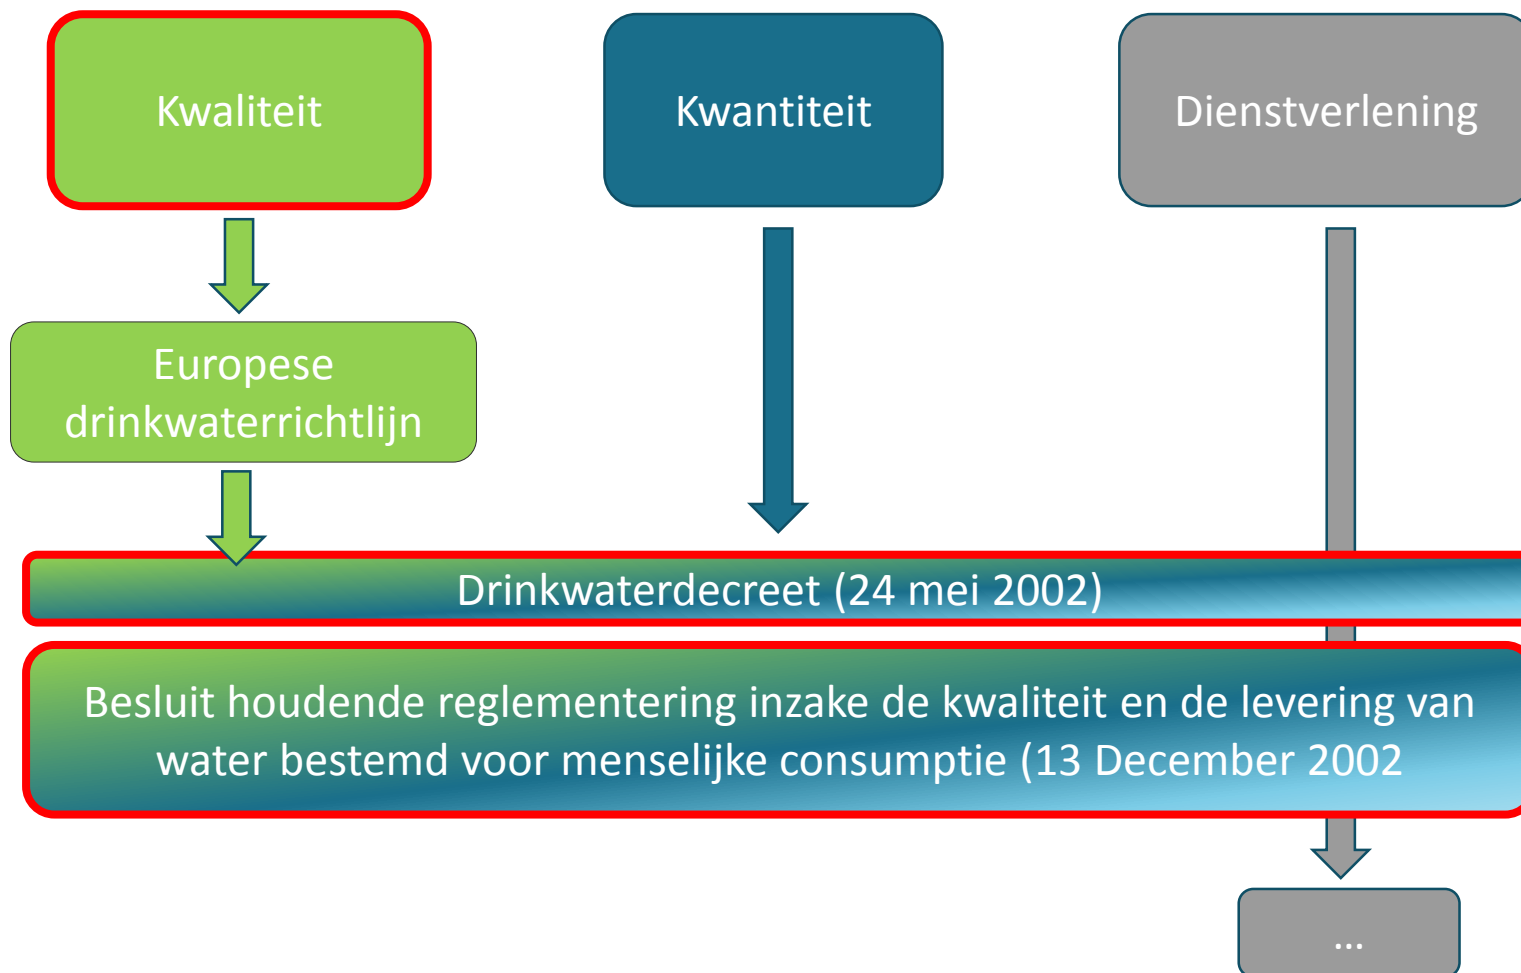 Kwaliteit
Kwantiteit
Dienstverlening
Europese
drinkwaterrichtlijn
Drinkwaterdecreet (24 mei 2002)
Besluit houdende reglementering inzake de kwaliteit en de levering van
water bestemd voor menselijke consumptie (13 December 2002
...